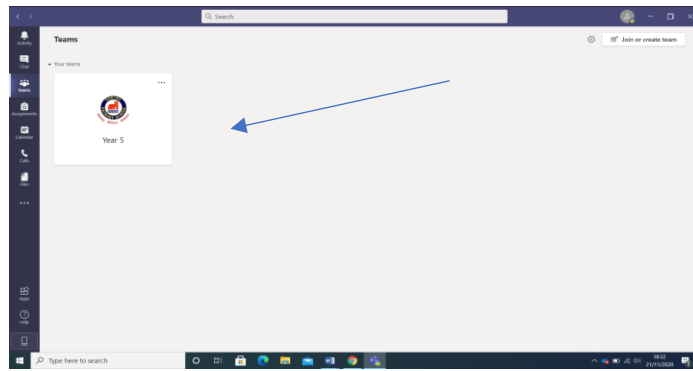 Search
Activity
Teams
Join or create team
Chat
Your teams
Teams
Assignments
Calendar
Year 5
Calls
Files
Apps
Help
Type here to search
18:32
21/11/2020